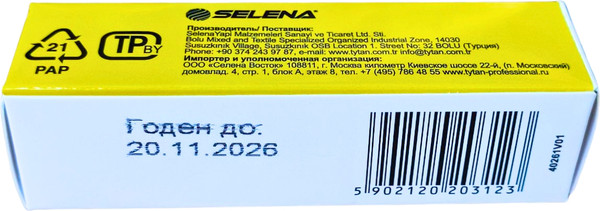 SELENA®
Производитель/ Поставщик:
SelenaYapi Malzemeleri Sanayi ve Ticaret Ltd. Sti.
Bolu Mixed and Textile Specialized Organized Industrial Zone, 14030
Susuzkınık Village, Susuzkınık OSB Location 1. Street No: 32 BOLU (Турция)
Phone: +90 374 243 97 87, e-mail: www.tytan.com.tr info@tytan.com.tr
Импортер и уполномоченная организация:
ООО «Селена Восток» 108811, г. Москва километр Киевское шоссе 22-й, (п. Московский)
домовлад. 4, стр. 1, блок А, этаж 8, тел. +7 (495) 786 48 55 www.tytan-professional.ru
21
PAP
TP BY
Годен до:
20.11.2026
5 902120 203123
40261V01